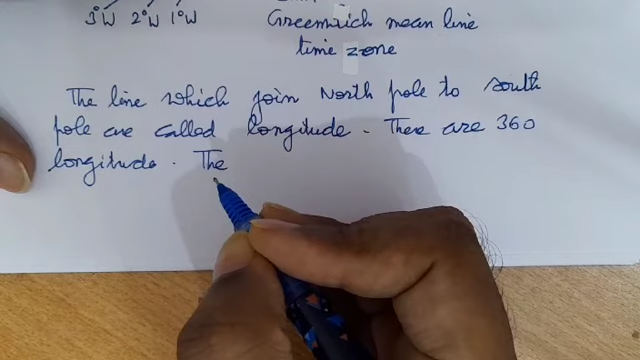 3°W 2°W 1°W
Greenwich mean line
time zone
The line which join North pole to south
pole are called longitude. There are 360
longitude. The